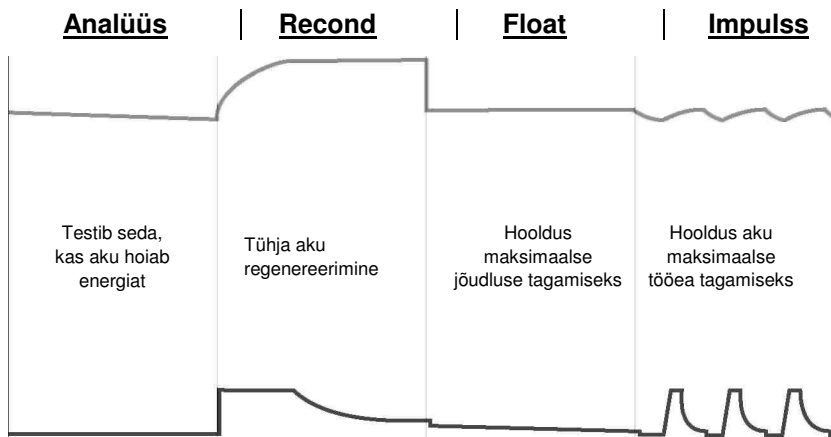 Analüüs | Recond | Float | Impulss
Testib seda,
kas aku hoiab
energiat
Tühja aku
regenereerimine
Hooldus
maksimaalse
jõudluse tagamiseks
Hooldus aku
maksimaalse
tööea tagamiseks